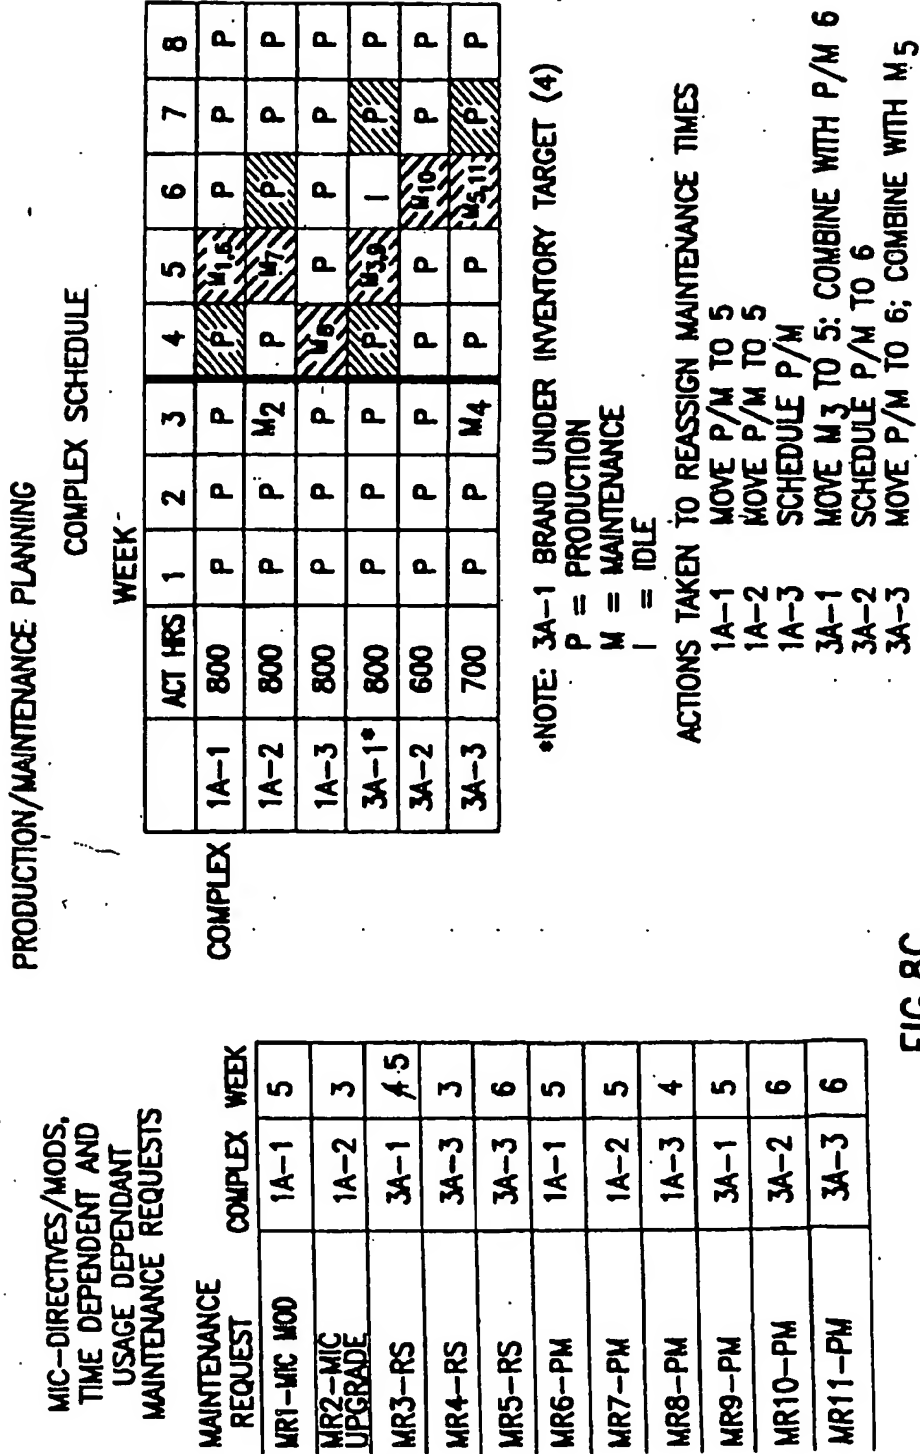 PRODUCTION/MAINTENANCE PLANNING
MIC-DIRECTIVES/MODS,
TIME DEPENDENT AND
USAGE DEPENDANT
MAINTENANCE REQUESTS
MAINTENANCE REQUEST COMPLEX WEEK
MR1-MIC MOD 1A-1 5
MR2-MIC UPGRADE 1A-2 3
MR3-RS 3A-1 4 5
MR4-RS 3A-3 3
MR5-RS 3A-3 6
MR6-PM 1A-1 5
MR7-PM 1A-2 5
MR8-PM 1A-3 4
MR9-PM 3A-1 5
MR10-PM 3A-2 6
MR11-PM 3A-3 6
COMPLEX SCHEDULE
WEEK
ACT HRS 1 2 3 4 5 6 7 8
COMPLEX
1A-1 800 P P P P M1,6 P P P
1A-2 800 P P M2 P M7 P P P
1A-3 800 P P P M8 P P P P
3A-1* 800 P P P P M3,9 I P P
3A-2 600 P P P P P M10 P P
3A-3 700 P P M4 P P M5,11 P P
*NOTE: 3A-1 BRAND UNDER INVENTORY TARGET (4)
P = PRODUCTION
M = MAINTENANCE
I = IDLE
ACTIONS TAKEN TO REASSIGN MAINTENANCE TIMES
1A-1 MOVE P/M TO 5
1A-2 MOVE P/M TO 5
1A-3 SCHEDULE P/M
3A-1 MOVE M3 TO 5: COMBINE WITH P/M 6
3A-2 SCHEDULE P/M TO 6
3A-3 MOVE P/M TO 6; COMBINE WITH M5
FIG.8C